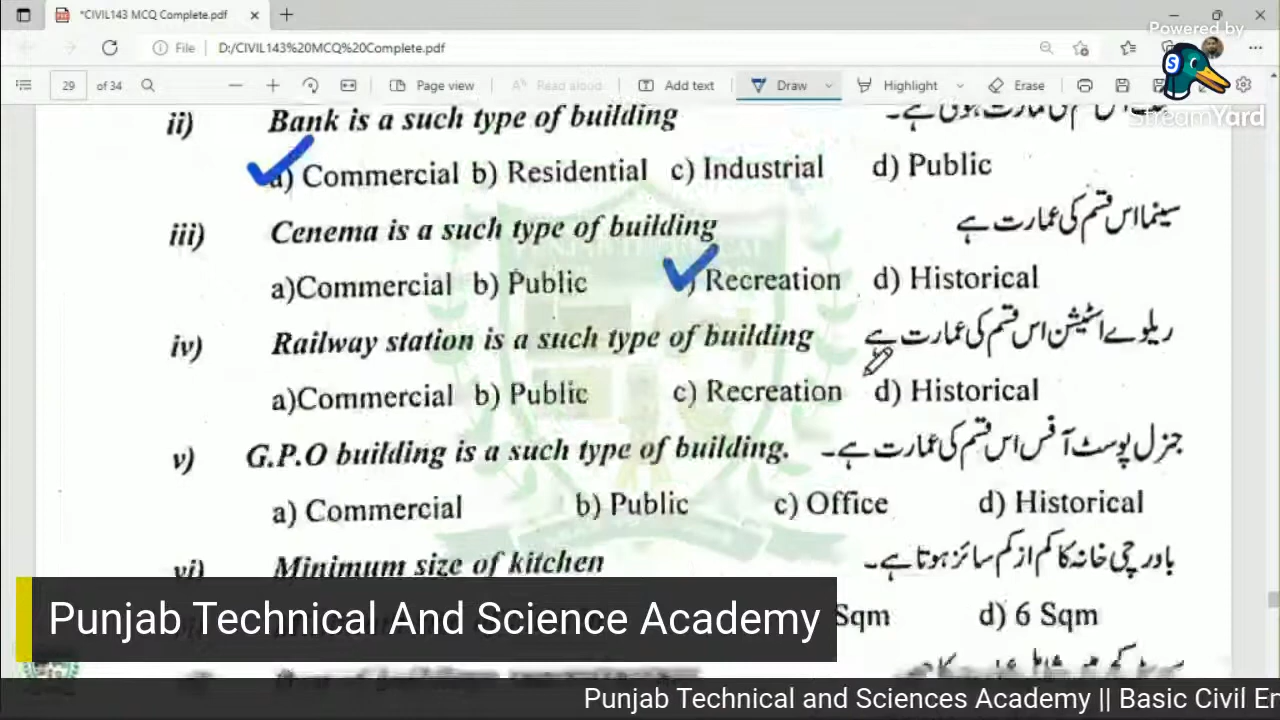 *CIVIL143 MCQ Complete.pdf
Powered by
File D:/CIVIL143%20MCQ%20Complete.pdf
29 of 34 Page view Read aloud Add text Draw Highlight Erase
StreamYard
ii) Bank is a such type of building
a) Commercial b) Residential c) Industrial d) Public
iii) Cenema is a such type of building سینما اس قسم کی عمارت ہے
a)Commercial b) Public ) Recreation d) Historical
iv) Railway station is a such type of building ریلوے اسٹیشن اس قسم کی عمارت ہے
a)Commercial b) Public c) Recreation d) Historical
v) G.P.O building is a such type of building. جنرل پوسٹ آفس اس قسم کی عمارت ہے۔
a) Commercial b) Public c) Office d) Historical
vi) Minimum size of kitchen باورچی خانہ کا کم از کم سائز ہوتا ہے۔
Sqm d) 6 Sqm
Punjab Technical And Science Academy
Punjab Technical and Sciences Academy || Basic Civil En